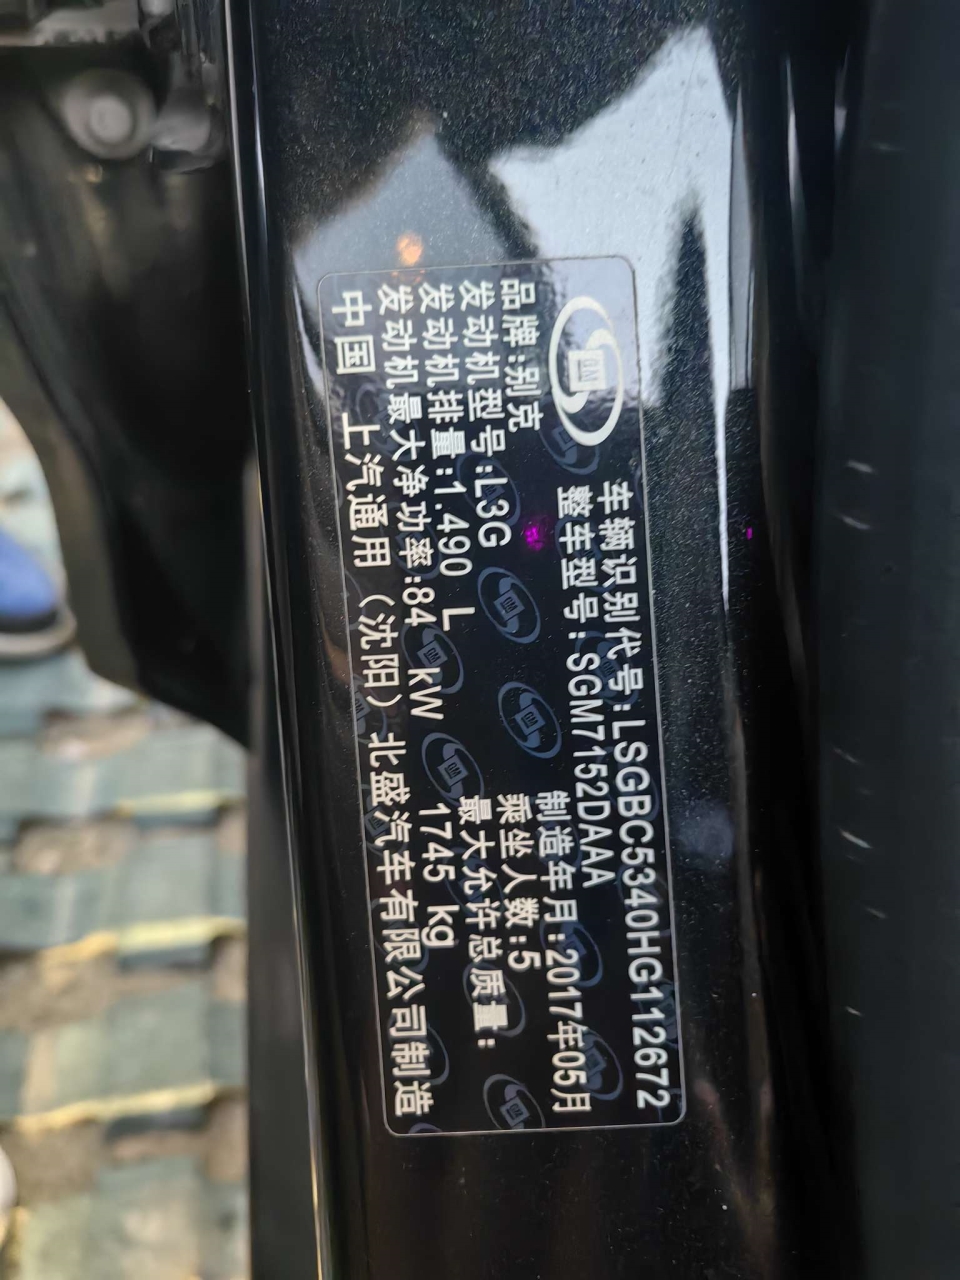 GM
车辆识别代号:LSGBC5340HG112672
整车型号:SGM7152DAAA
品牌:别克 制造年月:2017年05月
发动机型号:L3G 乘坐人数:5
发动机排量:1.490 L 最大允许总质量:
发动机最大净功率:84 kW 1745 kg
中国 上汽通用（沈阳）北盛汽车有限公司制造